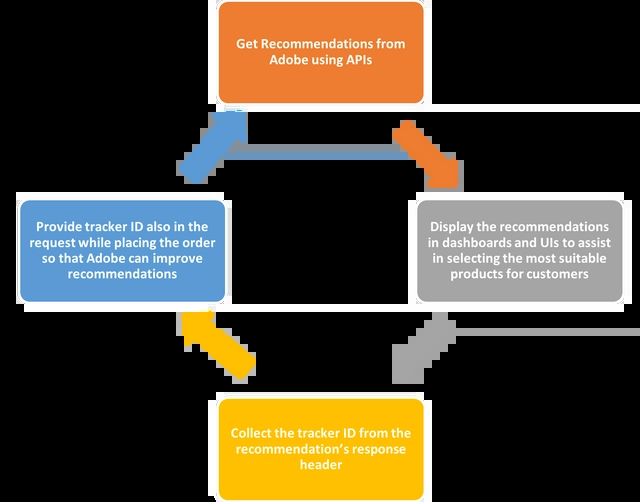 Get Recommendations from
Adobe using APIs
Display the recommendations
in dashboards and UIs to assist
in selecting the most suitable
products for customers
Collect the tracker ID from the
recommendation's response
header
Provide tracker ID also in the
request while placing the order
so that Adobe can improve
recommendations